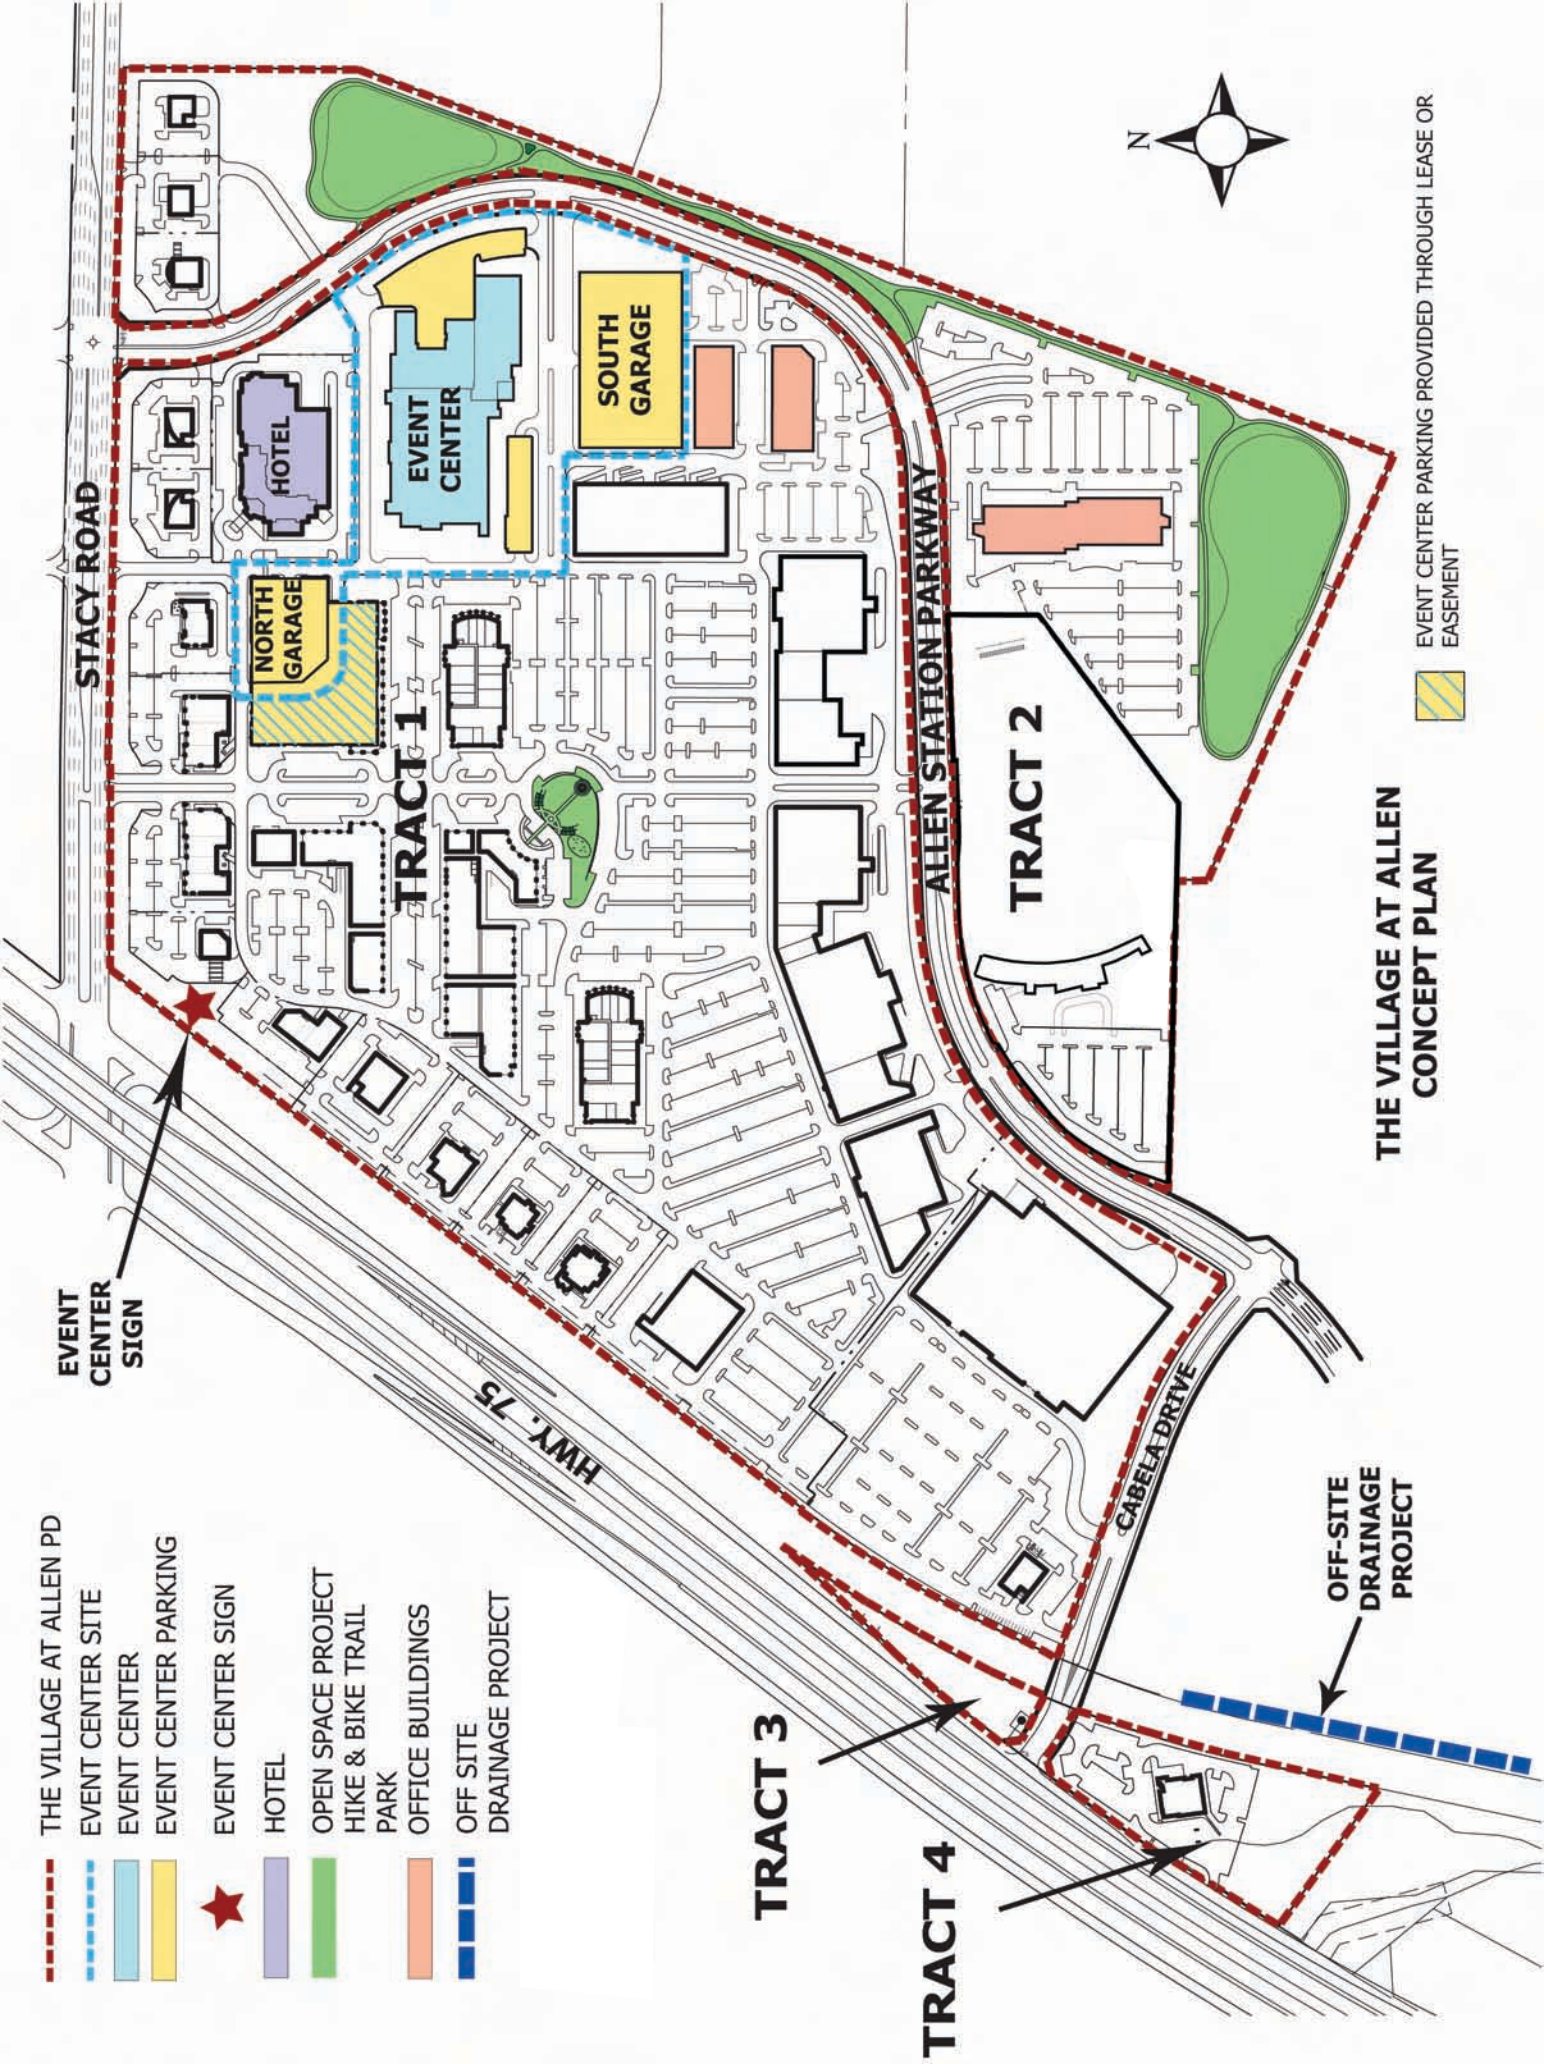 THE VILLAGE AT ALLEN PD
EVENT CENTER SITE
EVENT CENTER
EVENT CENTER PARKING
EVENT CENTER SIGN
HOTEL
OPEN SPACE PROJECT
HIKE & BIKE TRAIL
PARK
OFFICE BUILDINGS
OFF SITE
DRAINAGE PROJECT
EVENT
CENTER
SIGN
STACY ROAD
HWY. 75
NORTH
GARAGE
HOTEL
EVENT
CENTER
SOUTH
GARAGE
TRACT 1
ALLEN STATION PARKWAY
TRACT 2
TRACT 3
TRACT 4
CABELA DRIVE
OFF-SITE
DRAINAGE
PROJECT
N
THE VILLAGE AT ALLEN
CONCEPT PLAN
EVENT CENTER PARKING PROVIDED THROUGH LEASE OR
EASEMENT